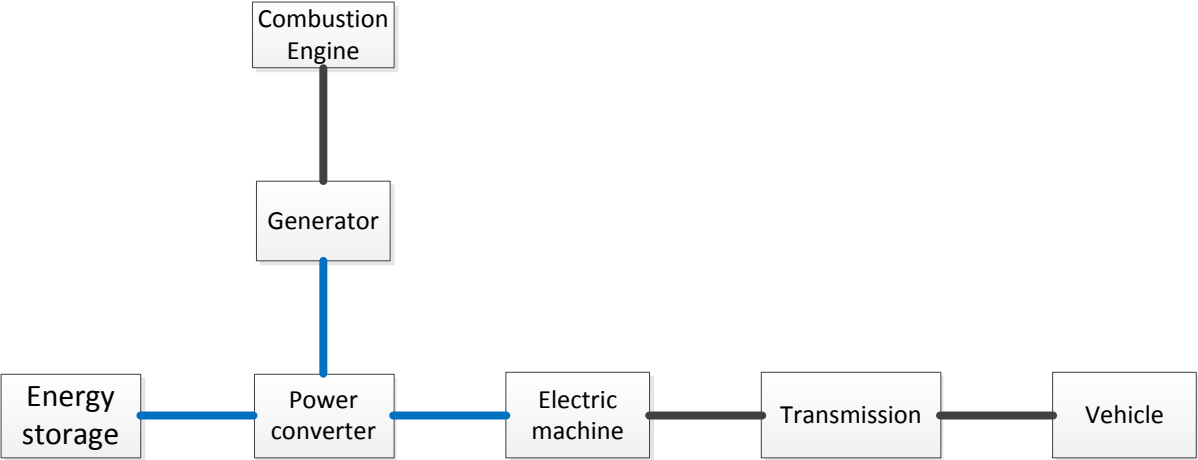 Combustion
Engine
Generator
Energy
storage
Power
converter
Electric
machine
Transmission
Vehicle